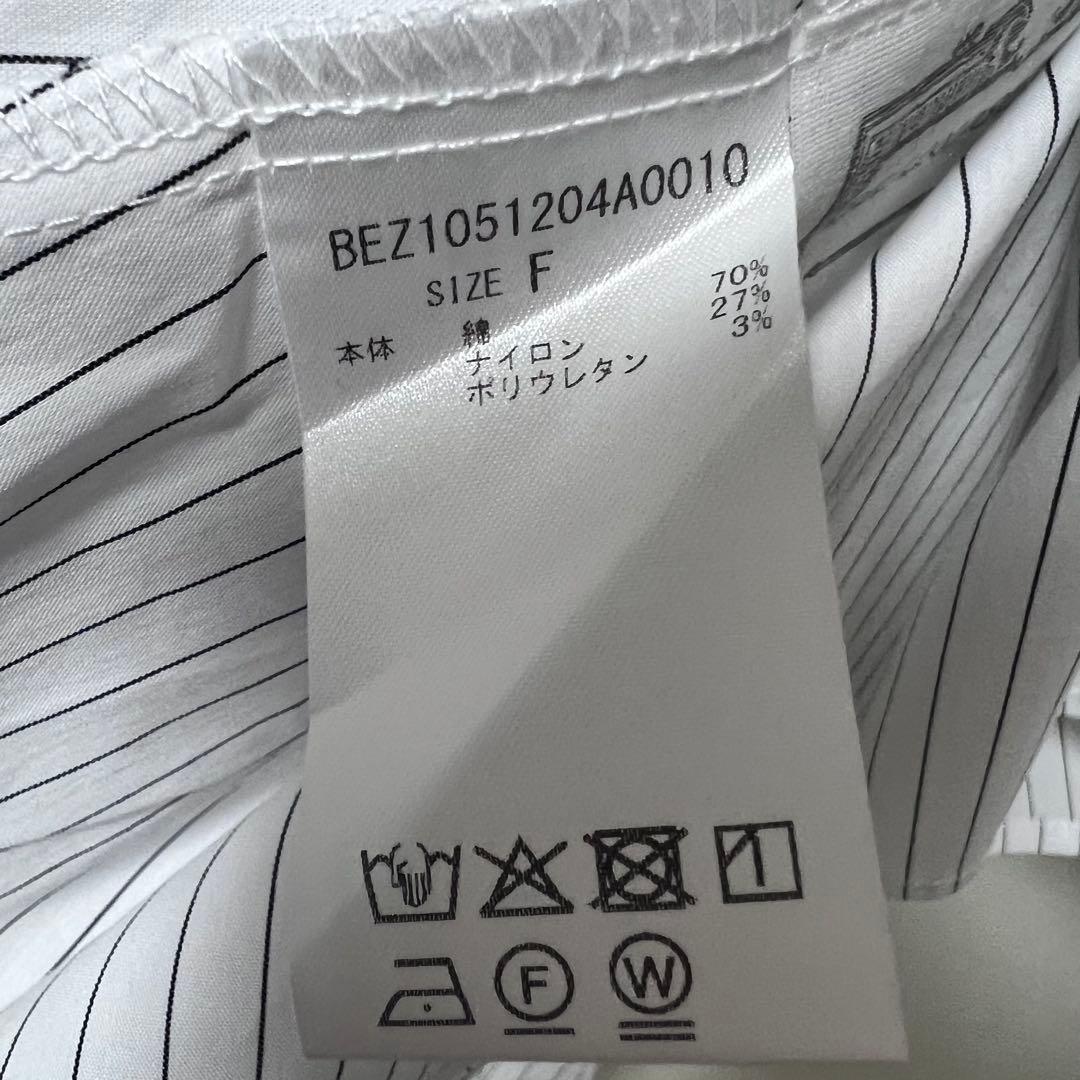 BEZ1051204A0010
SIZE F
本体 綿 70%
ナイロン 27%
ポリウレタン 3%
F
W